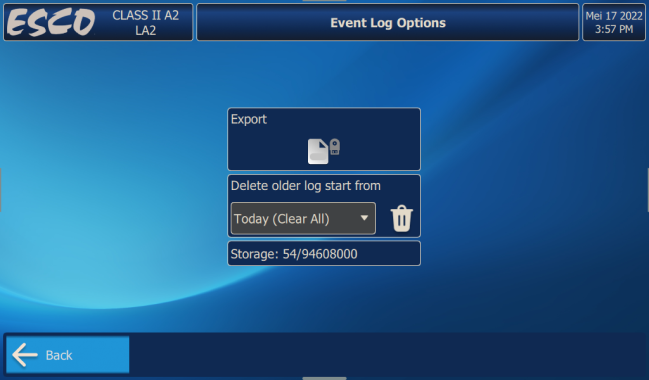 ESCO
CLASS II A2
LA2
Event Log Options
Mei 17 2022
3:57 PM
Export
Delete older log start from
Today (Clear All)
Storage: 54/94608000
Back